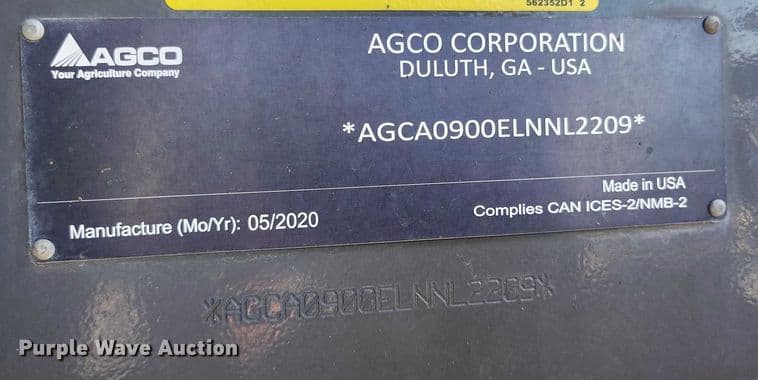 562352D1 2
AGCO
Your Agriculture Company
AGCO CORPORATION
DULUTH, GA - USA
*AGCA0900ELNNL2209*
Made in USA
Manufacture (Mo/Yr): 05/2020
Complies CAN ICES-2/NMB-2
*AGCA0900ELNNL2209*
Purple Wave Auction